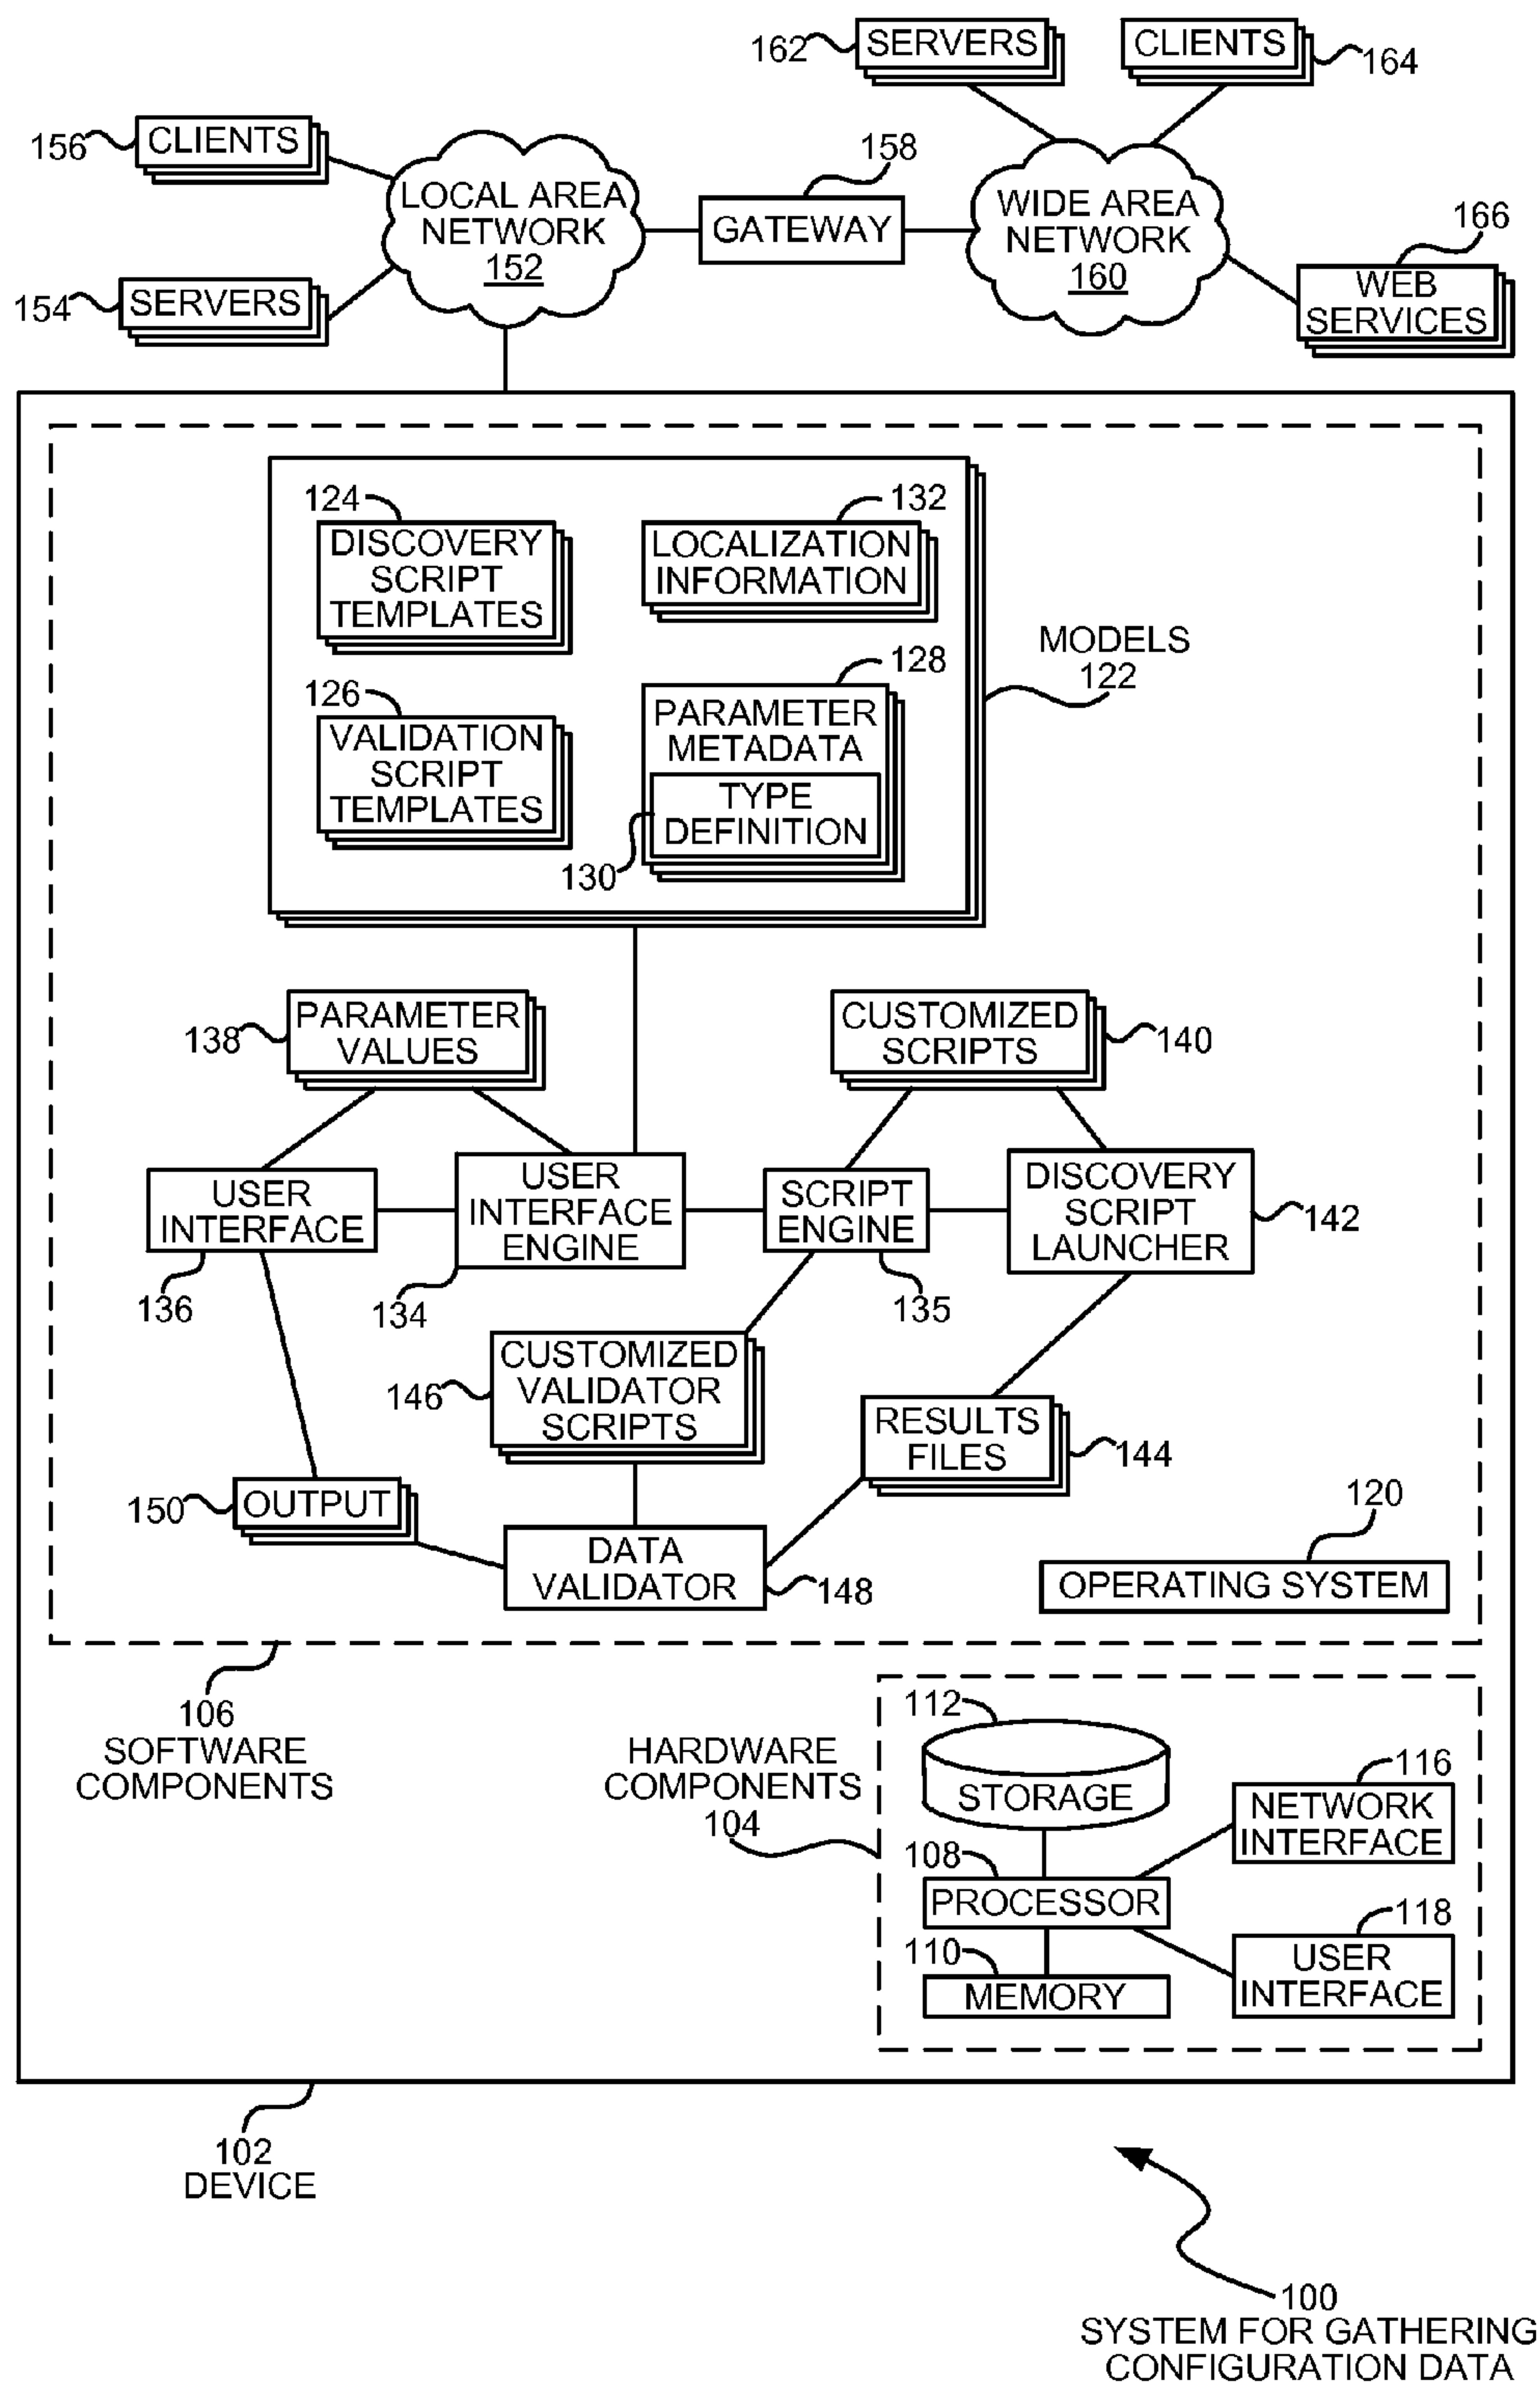 162
SERVERS
CLIENTS
164
156
CLIENTS
158
LOCAL AREA
NETWORK
152
GATEWAY
WIDE AREA
NETWORK
160
166
WEB
SERVICES
154
SERVERS
124
DISCOVERY
SCRIPT
TEMPLATES
132
LOCALIZATION
INFORMATION
MODELS
122
126
VALIDATION
SCRIPT
TEMPLATES
128
PARAMETER
METADATA
TYPE
DEFINITION
130
138
PARAMETER
VALUES
CUSTOMIZED
SCRIPTS
140
USER
INTERFACE
136
USER
INTERFACE
ENGINE
134
SCRIPT
ENGINE
135
DISCOVERY
SCRIPT
LAUNCHER
142
146
CUSTOMIZED
VALIDATOR
SCRIPTS
RESULTS
FILES
144
150
OUTPUT
DATA
VALIDATOR
148
120
OPERATING SYSTEM
106
SOFTWARE
COMPONENTS
HARDWARE
COMPONENTS
104
112
STORAGE
116
NETWORK
INTERFACE
108
PROCESSOR
118
USER
INTERFACE
110
MEMORY
102
DEVICE
100
SYSTEM FOR GATHERING
CONFIGURATION DATA